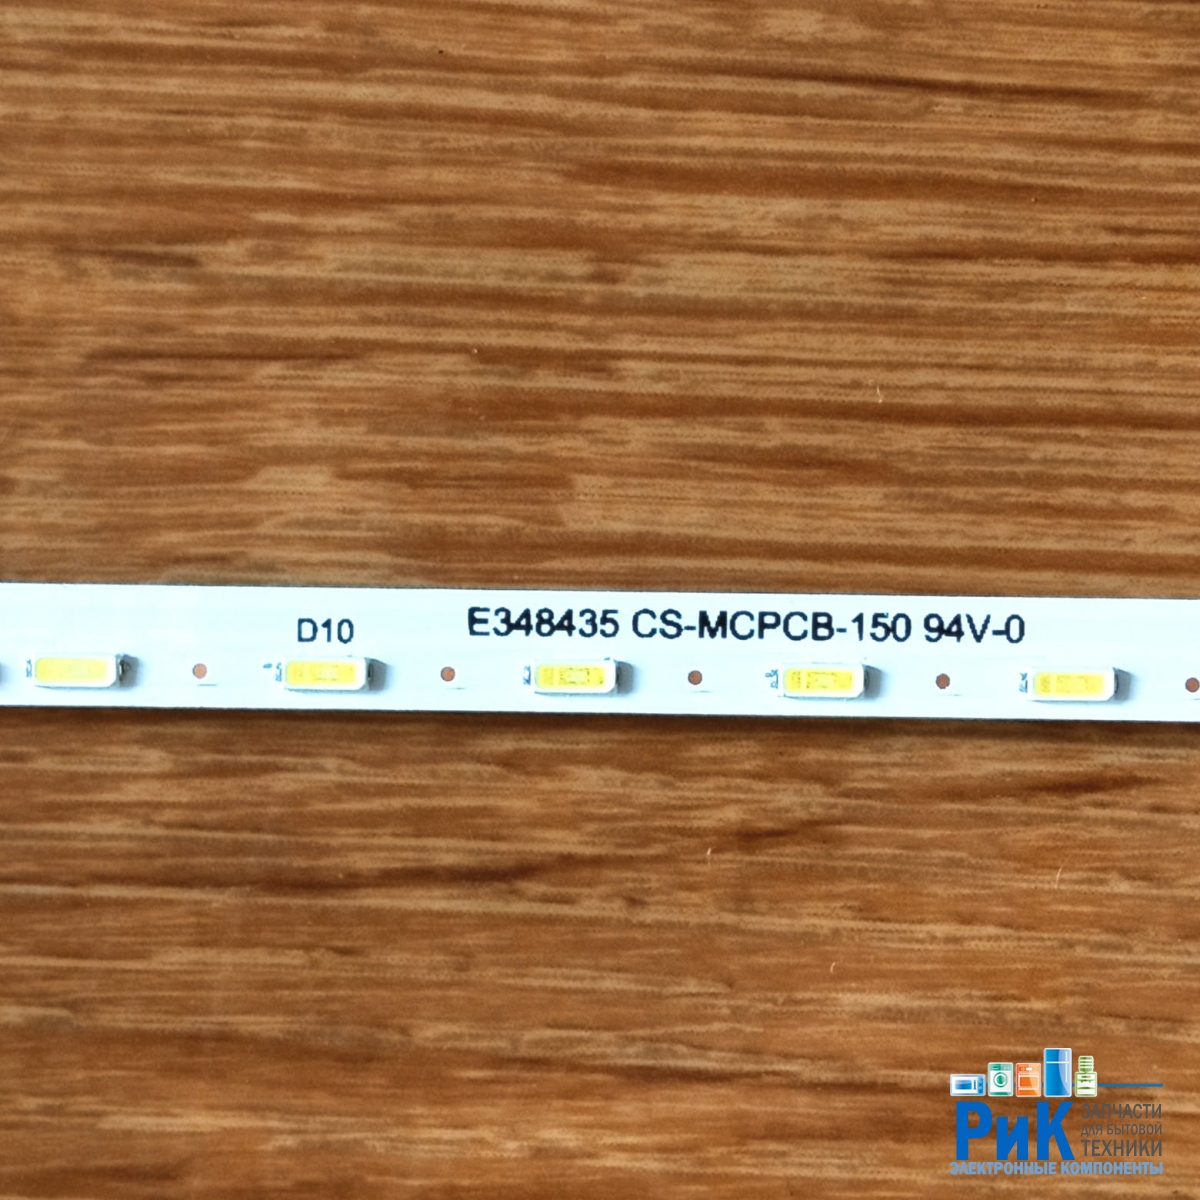 D10
E348435 CS-MCPCB-150 94V-0
РиК
ЗАПЧАСТИ
ДЛЯ БЫТОВОЙ
ТЕХНИКИ
ЭЛЕКТРОННЫЕ КОМПОНЕНТЫ